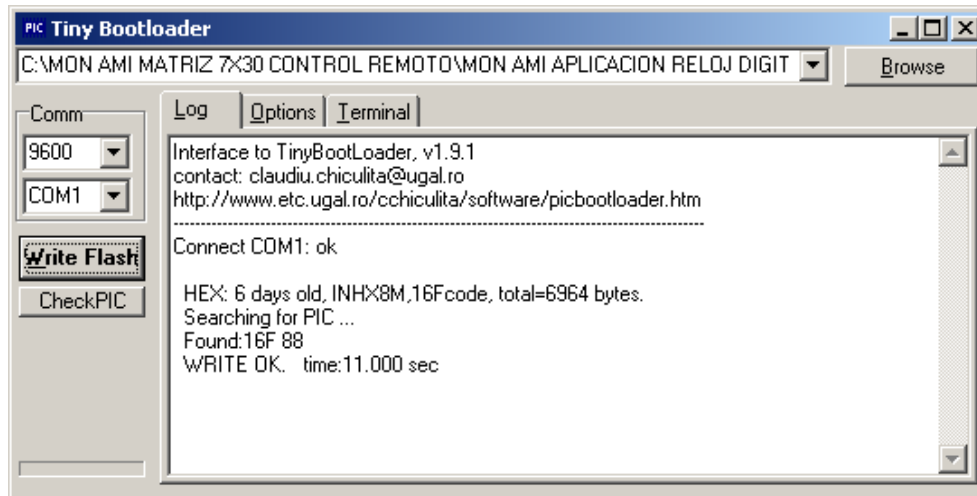 PIC Tiny Bootloader
C:\MON AMI MATRIZ 7X30 CONTROL REMOTO\MON AMI APLICACION RELOJ DIGIT
Browse
Comm
9600
COM1
Write Flash
CheckPIC
Log Options Terminal
Interface to TinyBootLoader, v1.9.1
contact: claudiu.chiculita@ugal.ro
http://www.etc.ugal.ro/cchiculita/software/picbootloader.htm
--------------------------------------------------------------------------------
Connect COM1: ok
HEX: 6 days old, INHX8M,16Fcode, total=6964 bytes.
Searching for PIC ...
Found:16F 88
WRITE OK. time:11.000 sec